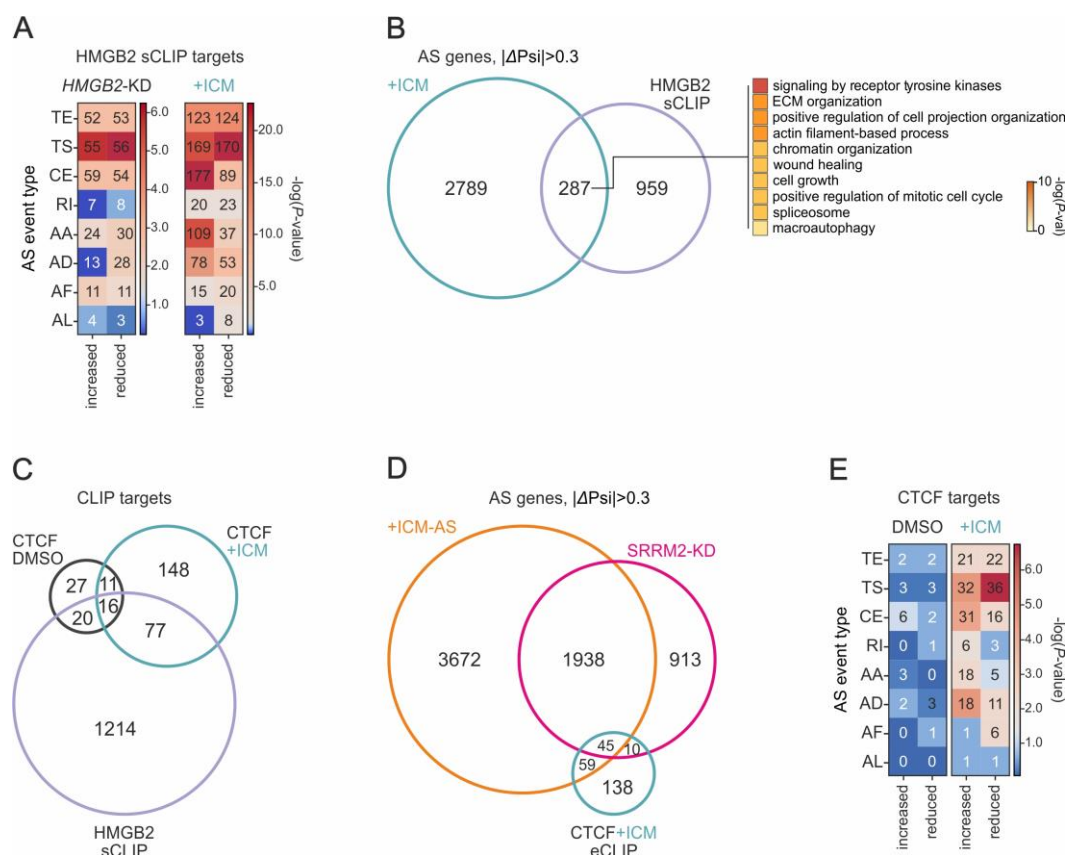 A
HMGB2 sCLIP targets
HMGB2-KD
+ICM
AS event type
TE 52 53 123 124
TS 55 56 169 170
CE 59 54 177 89
RI 7 8 20 23
AA 24 30 109 37
AD 13 28 78 53
AF 11 11 15 20
AL 4 3 3 8
increased reduced increased reduced
6.0
5.0
4.0
3.0
2.0
1.0
20.0
15.0
10.0
5.0
-log(P-value)
B
AS genes, |ΔPsi|>0.3
+ICM
HMGB2
sCLIP
2789 287 959
signaling by receptor tyrosine kinases
ECM organization
positive regulation of cell projection organization
actin filament-based process
chromatin organization
wound healing
cell growth
positive regulation of mitotic cell cycle
spliceosome
macroautophagy
10
0
-log(P-val)
C
CLIP targets
CTCF
DMSO
CTCF
+ICM
27 11 148
20 16 77
1214
HMGB2
sCLIP
D
AS genes, |ΔPsi|>0.3
+ICM-AS
SRRM2-KD
3672 1938 913
45 10
59
138
CTCF+ICM
eCLIP
E
CTCF targets
DMSO +ICM
AS event type
TE 2 2 21 22
TS 3 3 32 36
CE 6 2 31 16
RI 0 1 6 3
AA 3 0 18 5
AD 2 3 18 11
AF 0 1 1 6
AL 0 0 1 1
increased reduced increased reduced
6.0
5.0
4.0
3.0
2.0
1.0
-log(P-value)